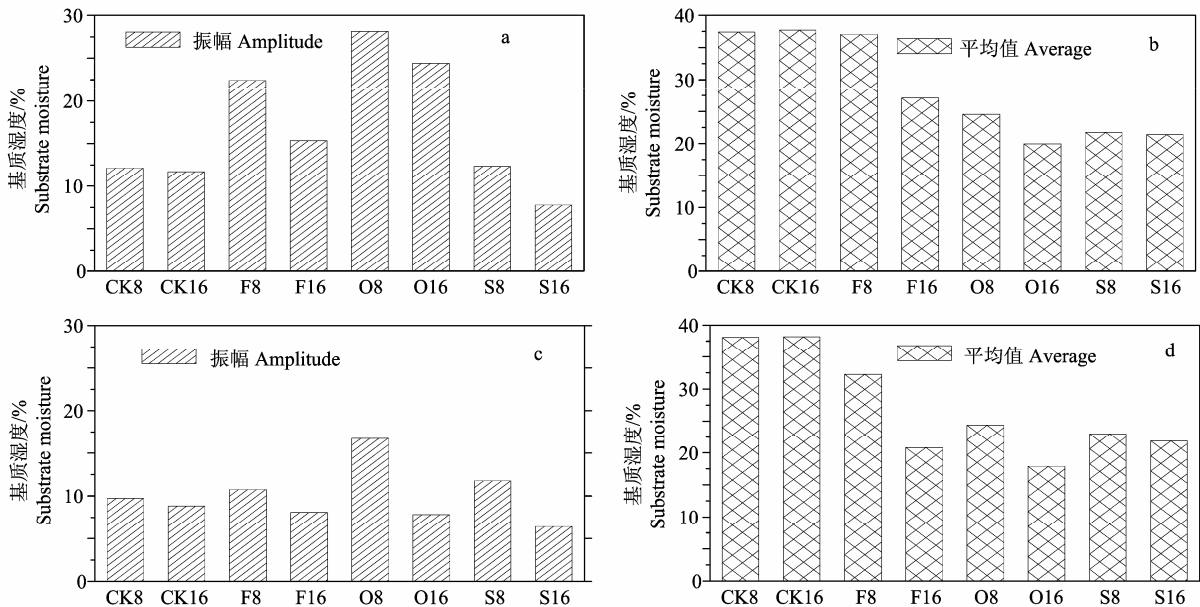 30
20
10
0
基质湿度/%
Substrate moisture
振幅 Amplitude
a
CK8 CK16 F8 F16 O8 O16 S8 S16
40
30
20
10
0
基质湿度/%
Substrate moisture
平均值 Average
b
CK8 CK16 F8 F16 O8 O16 S8 S16
30
20
10
0
基质湿度/%
Substrate moisture
振幅 Amplitude
c
CK8 CK16 F8 F16 O8 O16 S8 S16
40
30
20
10
0
基质湿度/%
Substrate moisture
平均值 Average
d
CK8 CK16 F8 F16 O8 O16 S8 S16